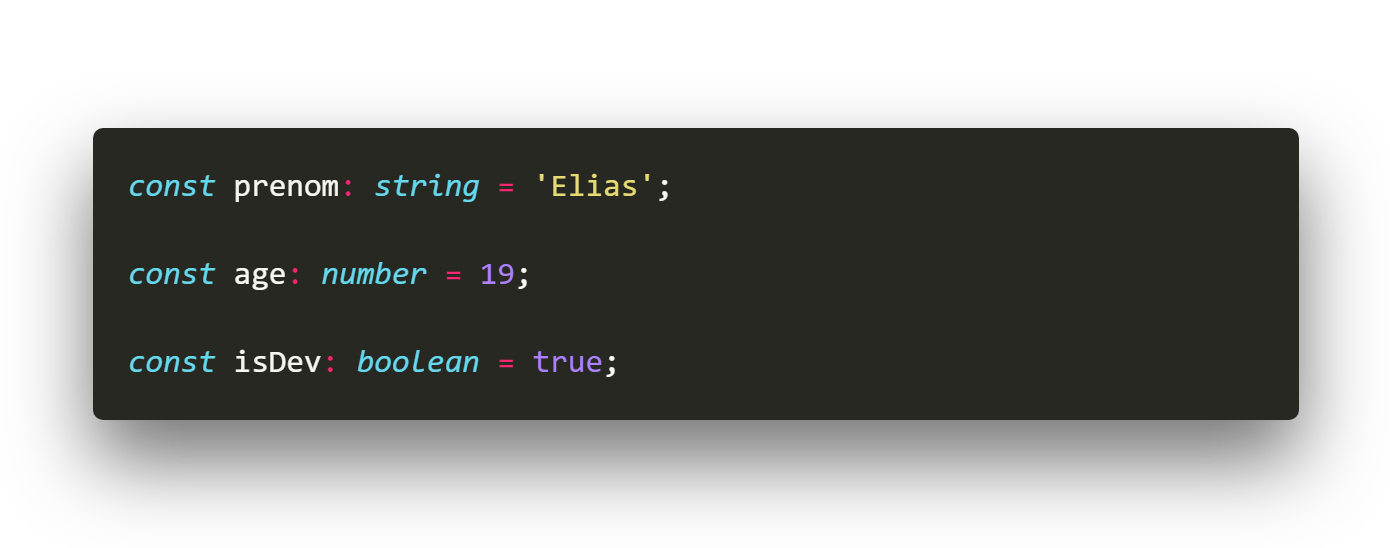 const prenom: string = 'Elias';
const age: number = 19;
const isDev: boolean = true;